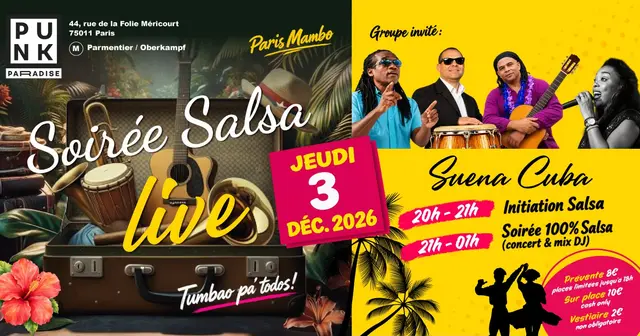 PUNK
PARADISE
44, rue de la Folie Méricourt
75011 Paris
M Parmentier / Oberkampf
Paris Mambo
Soirée Salsa
live
Tumbao pa' todos!
JEUDI
3
DÉC. 2026
Groupe invité :
Suena Cuba
20h - 21h Initiation Salsa
21H - 01h Soirée 100% Salsa
(concert & mix DJ)
Prévente 8€
places limitées jusqu'à 18h
Sur place 10€
cash only
Vestiaire 2€
non obligatoire